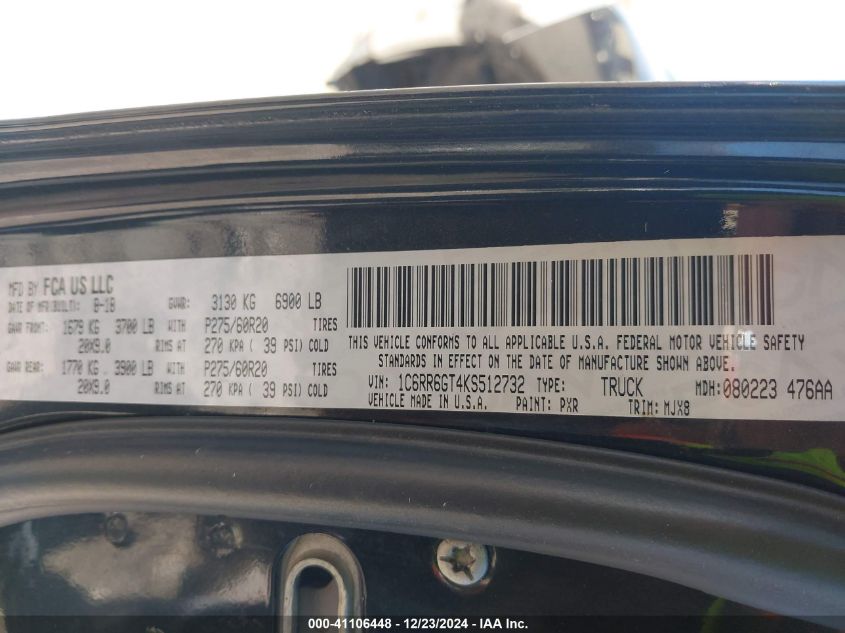 MFD BY FCA US LLC
DATE OF MFR(BUILT): 8-18 GVWR: 3130 KG 6900 LB
GAWR FRONT: 1679 KG 3700 LB WITH P275/60R20 TIRES
20X9.0 RIMS AT 270 KPA ( 39 PSI) COLD
GAWR REAR: 1770 KG 3900 LB WITH P275/60R20 TIRES
20X9.0 RIMS AT 270 KPA ( 39 PSI) COLD
THIS VEHICLE CONFORMS TO ALL APPLICABLE U.S.A. FEDERAL MOTOR VEHICLE SAFETY
STANDARDS IN EFFECT ON THE DATE OF MANUFACTURE SHOWN ABOVE.
VIN: 1C6RR6GT4KS512732 TYPE: TRUCK MDH: 080223 476AA
VEHICLE MADE IN U.S.A. PAINT: PXR TRIM: MJX8
000-41106448 - 12/23/2024 - IAA Inc.